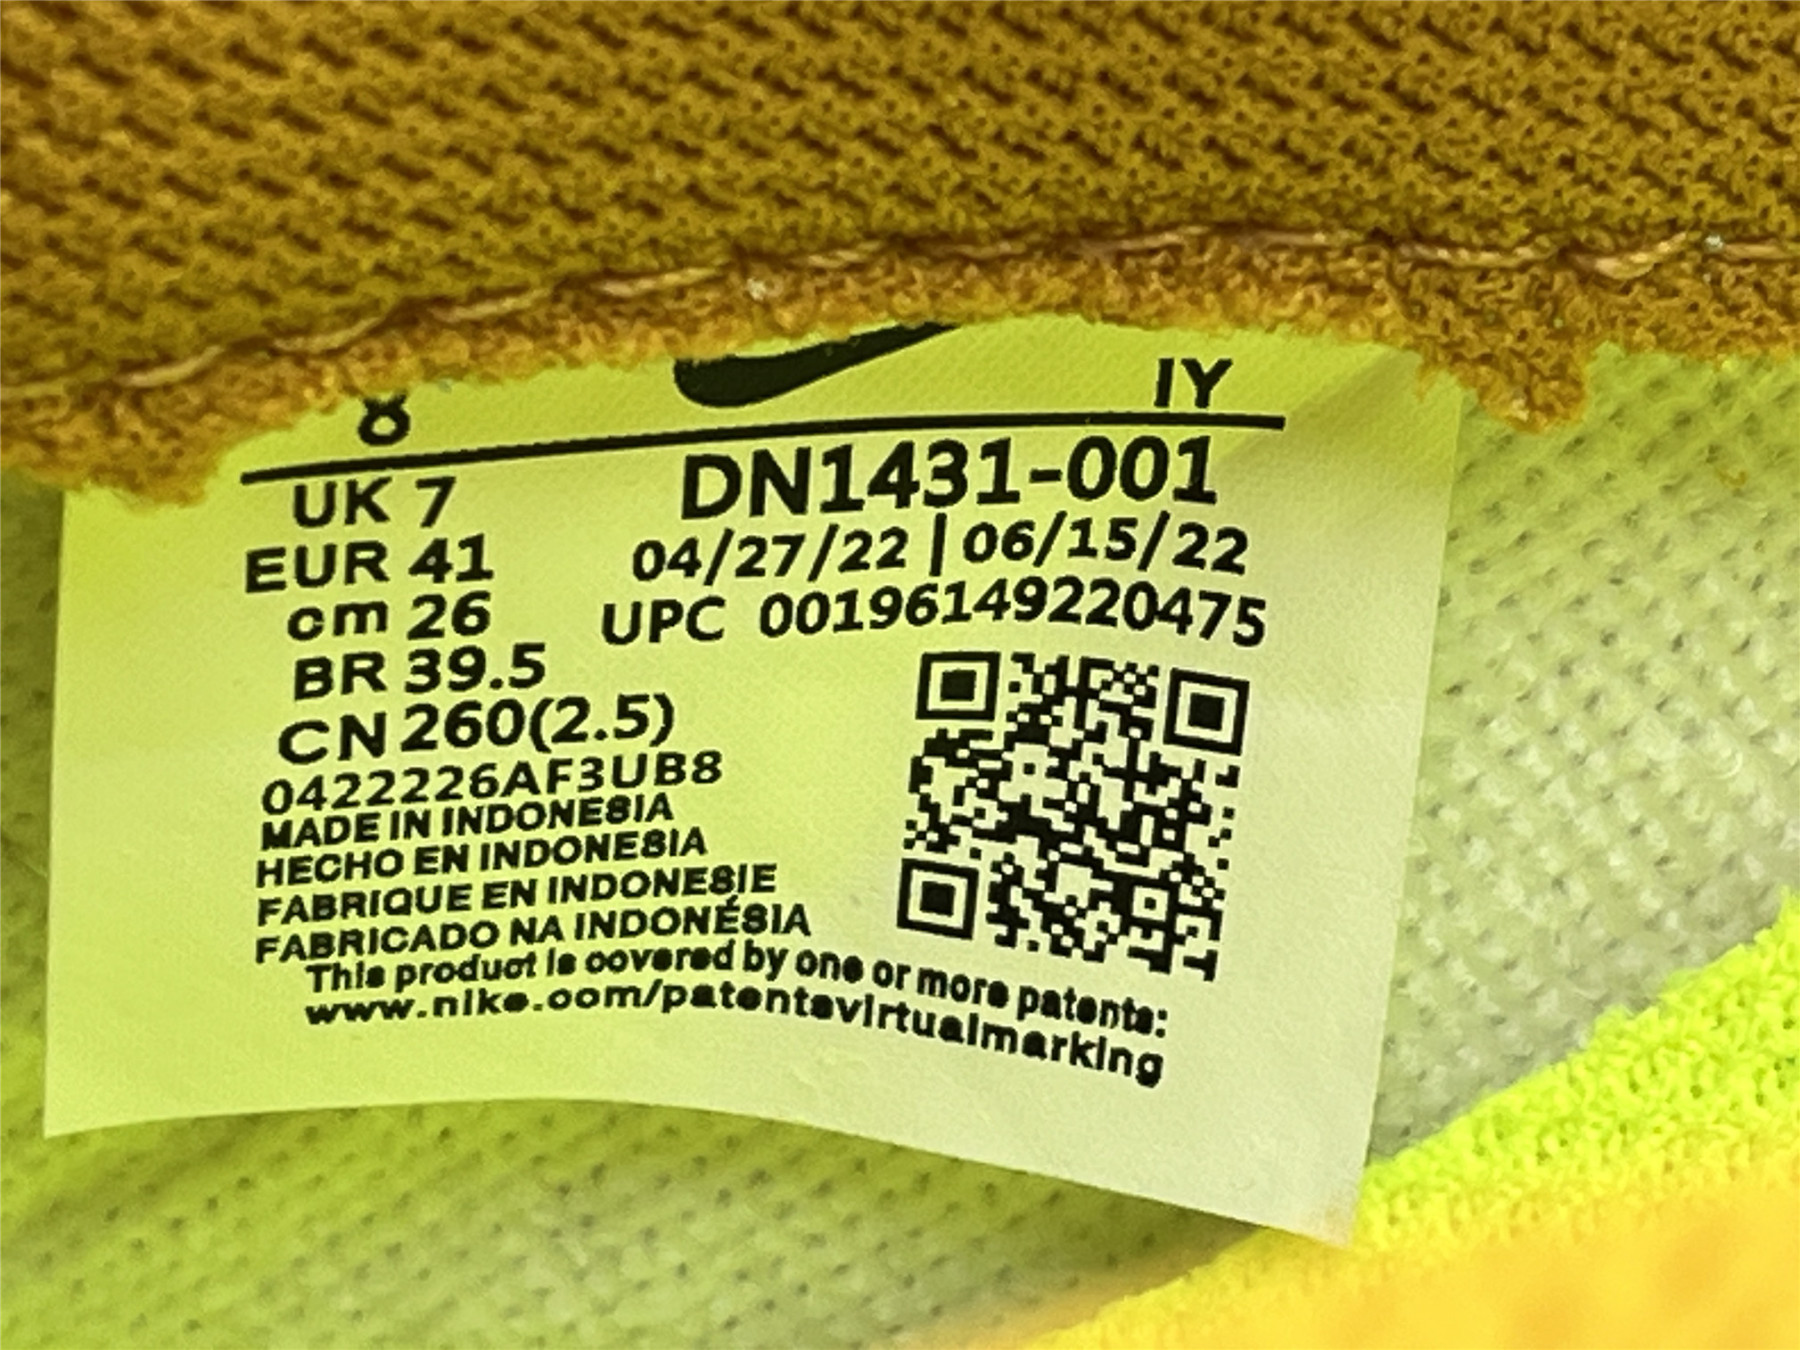 8 IY
UK 7 DN1431-001
EUR 41 04/27/22 | 06/15/22
cm 26 UPC 00196149220475
BR 39.5
CN 260(2.5)
0422226AF3UB8
MADE IN INDONESIA
HECHO EN INDONESIA
FABRIQUE EN INDONESIE
FABRICADO NA INDONÉSIA
This product is covered by one or more patents:
www.nike.com/patentsvirtualmarking